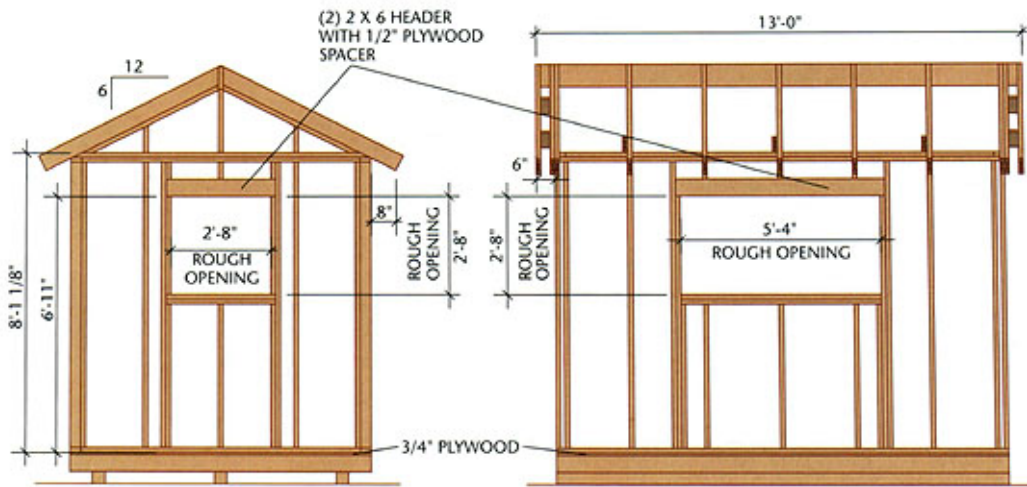 (2) 2 X 6 HEADER
WITH 1/2" PLYWOOD
SPACER
13'-0"
12
6
6"
8"
2'-8"
ROUGH
OPENING
ROUGH
OPENING
2'-8"
8'-1 1/8"
6'-11"
2'-8"
ROUGH
OPENING
5'-4"
ROUGH OPENING
3/4" PLYWOOD